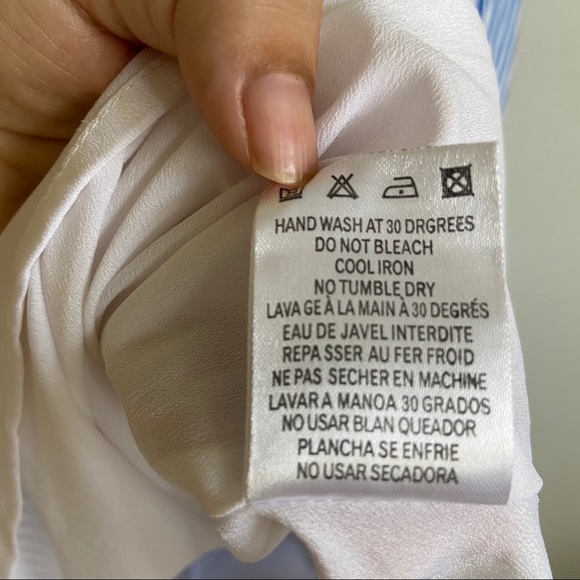 HAND WASH AT 30 DRGREES
DO NOT BLEACH
COOL IRON
NO TUMBLE DRY
LAVA GE À LA MAIN À 30 DEGRÉS
EAU DE JAVEL INTERDITE
REPA SSER AU FER FROID
NE PAS SECHER EN MACHINE
LAVAR A MANOA 30 GRADOS
NO USAR BLAN QUEADOR
PLANCHA SE ENFRIE
NO USAR SECADORA